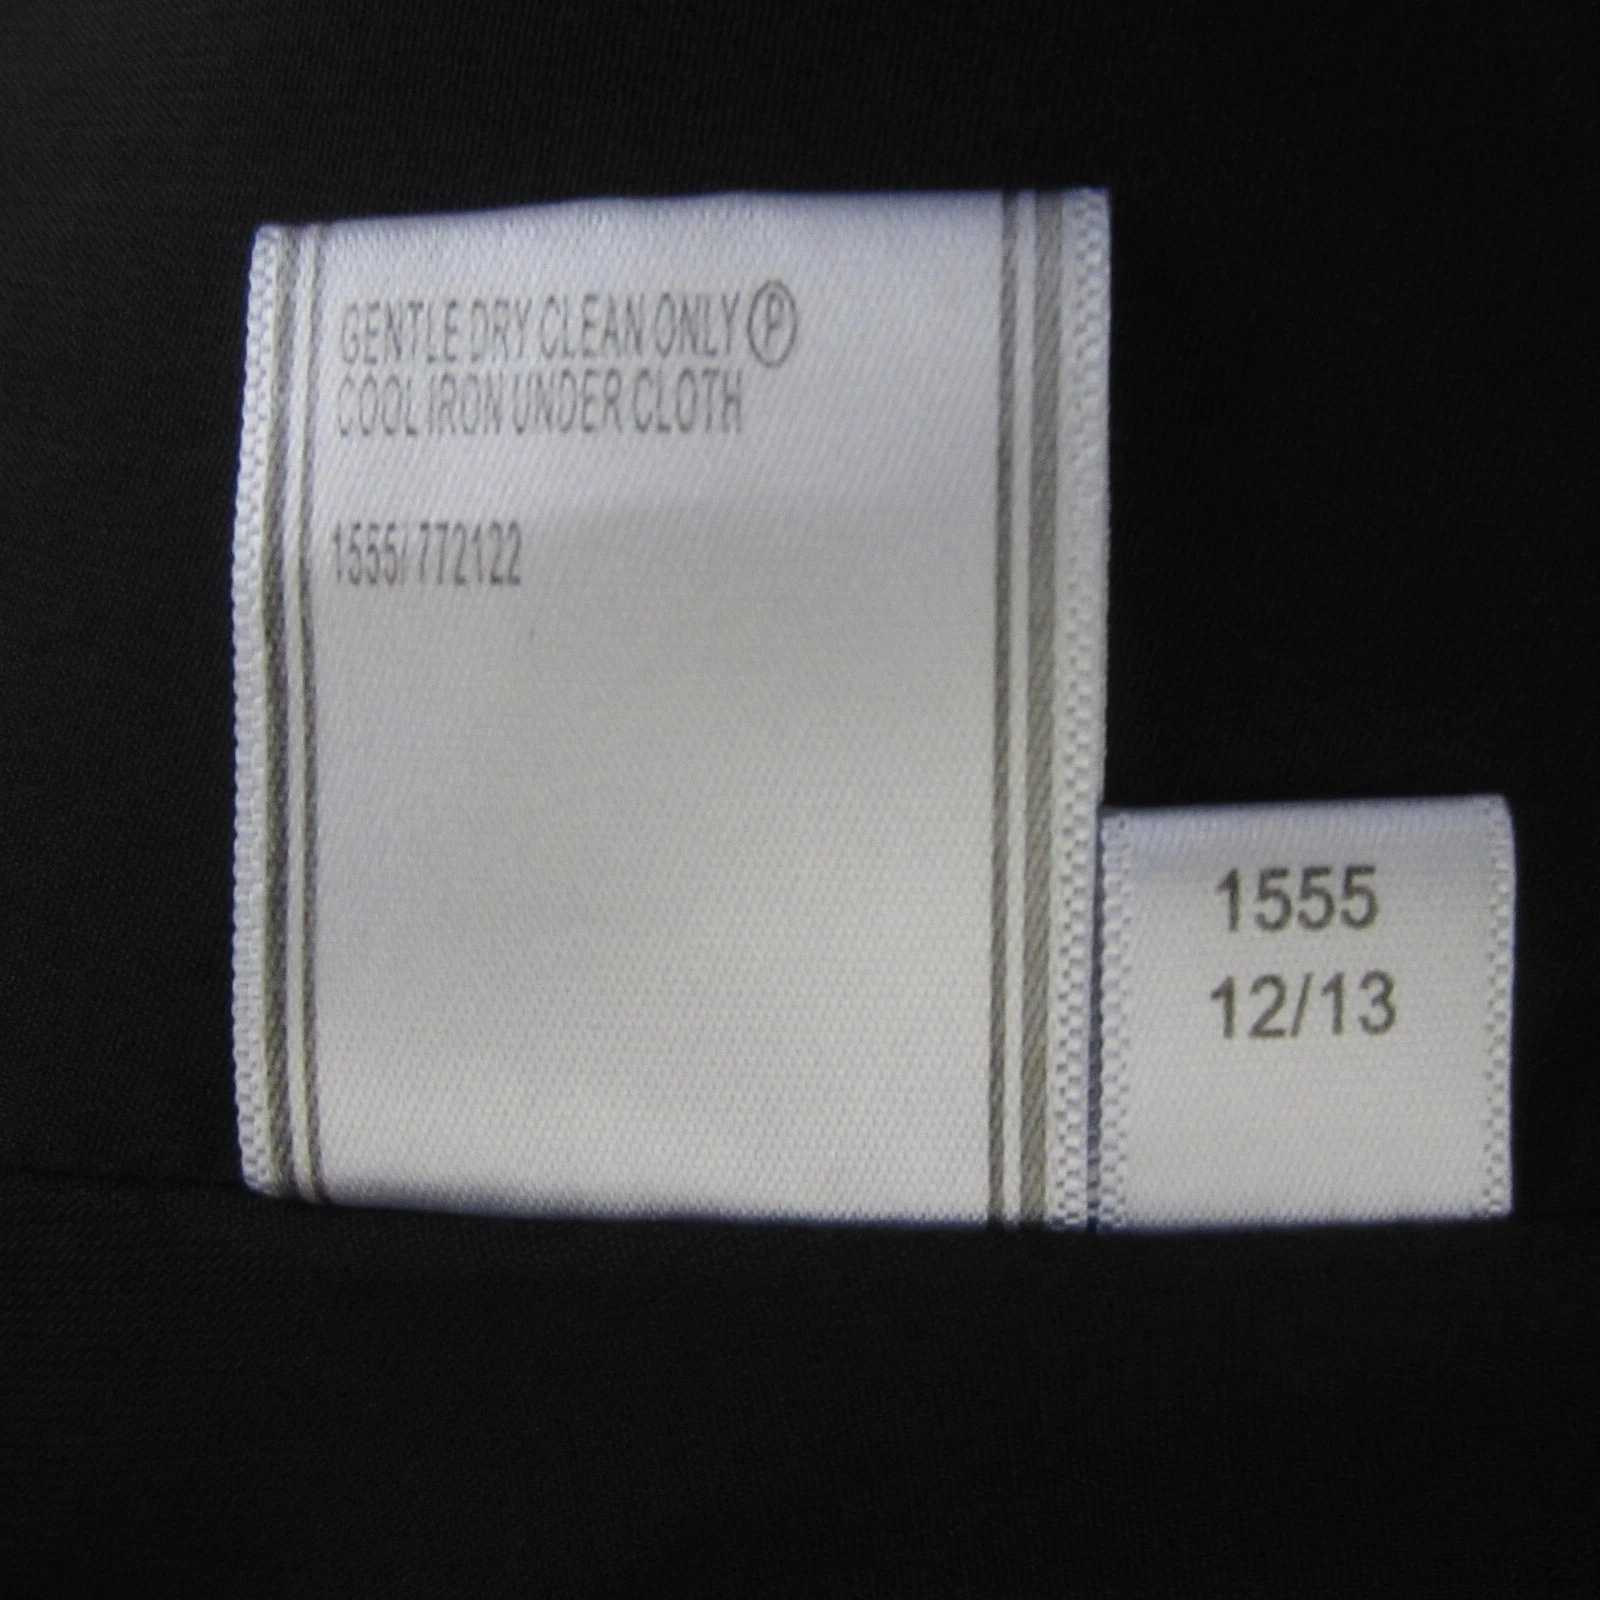 GENTLE DRY CLEAN ONLY Ⓟ
COOL IRON UNDER CLOTH
1555/772122
1555
12/13